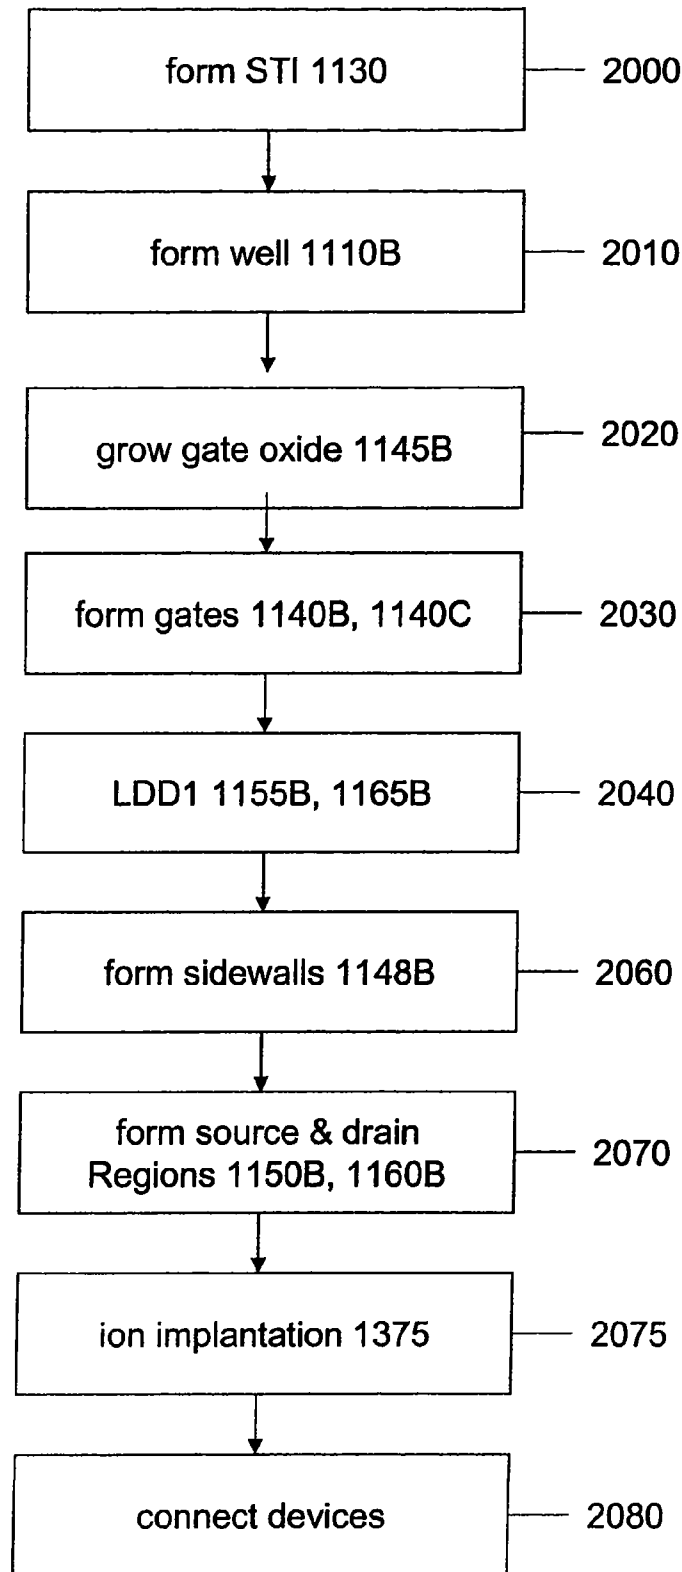 form STI 1130
2000
form well 1110B
2010
grow gate oxide 1145B
2020
form gates 1140B, 1140C
2030
LDD1 1155B, 1165B
2040
form sidewalls 1148B
2060
form source & drain
Regions 1150B, 1160B
2070
ion implantation 1375
2075
connect devices
2080